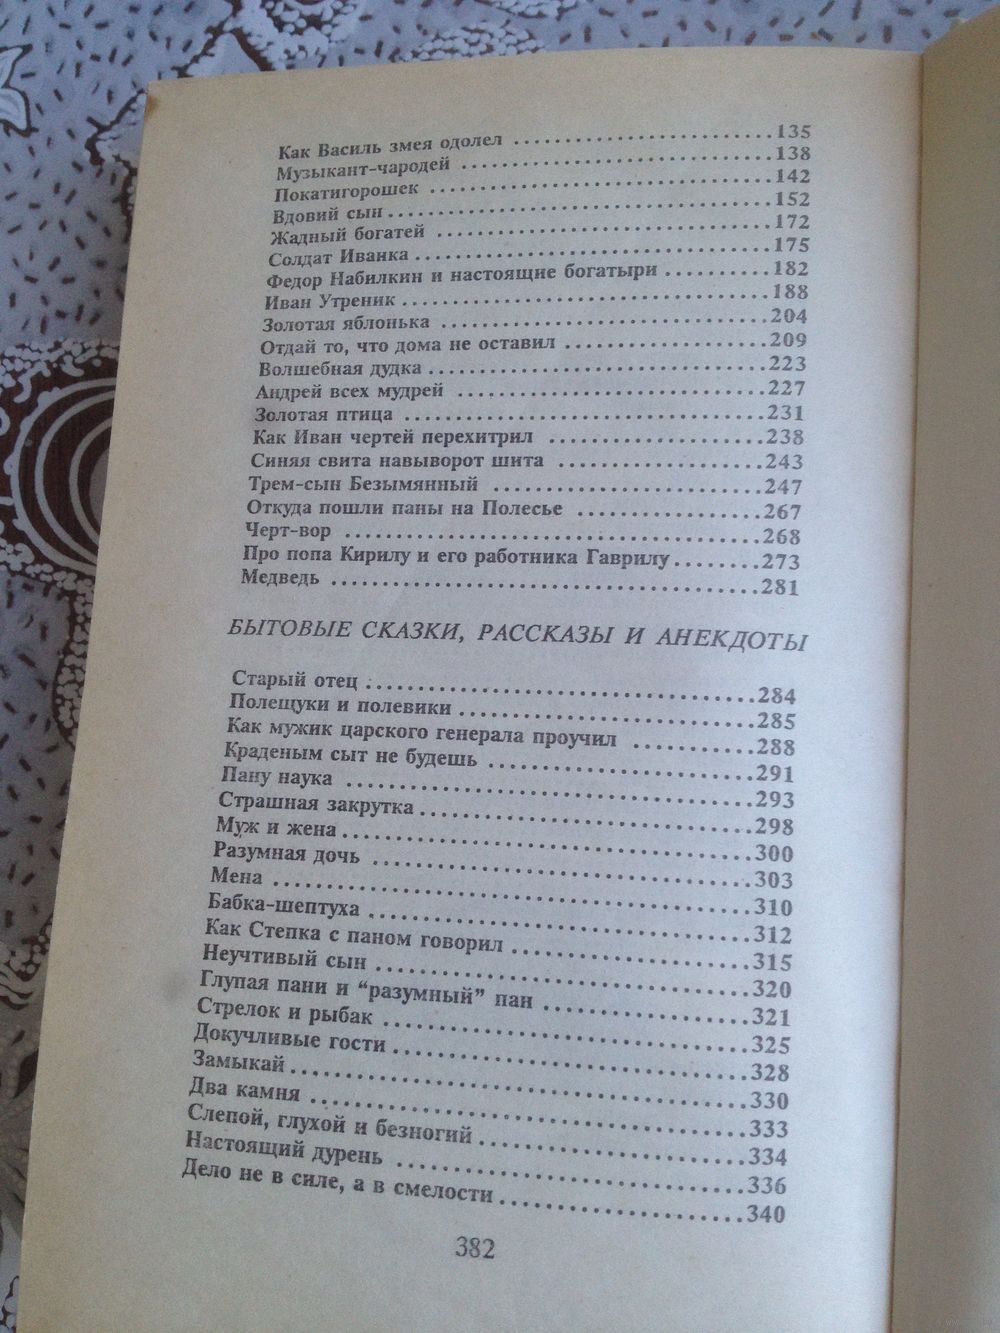 Как Василь змея одолел ........................ 135
Музыкант-чародей ........................ 138
Покатигорошек ........................ 142
Вдовий сын ........................ 152
Жадный богатей ........................ 172
Солдат Иванка ........................ 175
Федор Набилкин и настоящие богатыри .......... 182
Иван Утреник ........................ 188
Золотая яблонька ........................ 204
Отдай то, что дома не оставил ................ 209
Волшебная дудка ........................ 223
Андрей всех мудрей ........................ 227
Золотая птица ........................ 231
Как Иван чертей перехитрил ................ 238
Синяя свита навыворот шита ................ 243
Трем-сын Безымянный ........................ 247
Откуда пошли паны на Полесье ................ 267
Черт-вор ........................ 268
Про попа Кирилу и его работника Гаврилу ........ 273
Медведь ........................ 281
БЫТОВЫЕ СКАЗКИ, РАССКАЗЫ И АНЕКДОТЫ
Старый отец ........................ 284
Полещуки и полевики ........................ 285
Как мужик царского генерала проучил .......... 288
Краденым сыт не будешь ................ 291
Пану наука ........................ 293
Страшная закрутка ........................ 298
Муж и жена ........................ 300
Разумная дочь ........................ 303
Мена ........................ 310
Бабка-шептуха ........................ 312
Как Степка с паном говорил ................ 315
Неучтивый сын ........................ 320
Глупая пани и “разумный” пан ................ 321
Стрелок и рыбак ........................ 325
Докучливые гости ........................ 328
Замыкай ........................ 330
Два камня ........................ 333
Слепой, глухой и безногий ................ 334
Настоящий дурень ........................ 336
Дело не в силе, а в смелости ................ 340
382